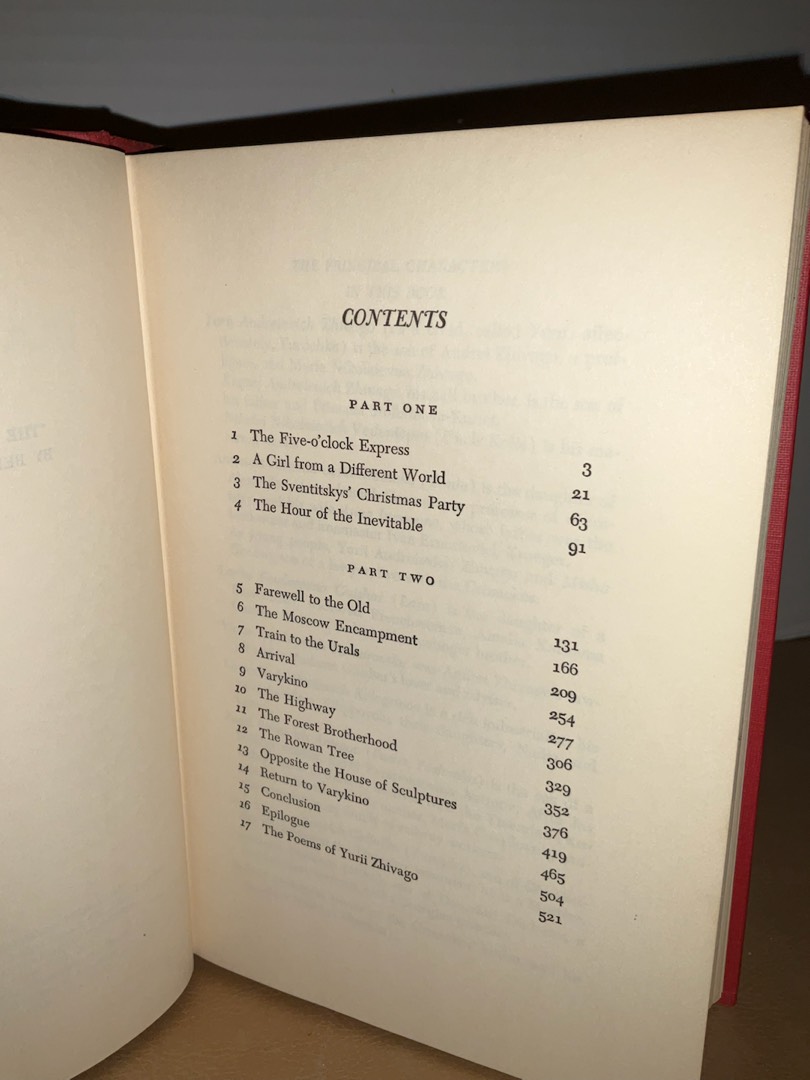 CONTENTS
PART ONE
1 The Five-o'clock Express 3
2 A Girl from a Different World 21
3 The Sventitskys' Christmas Party 63
4 The Hour of the Inevitable 91
PART TWO
5 Farewell to the Old 131
6 The Moscow Encampment 166
7 Train to the Urals 209
8 Arrival 254
9 Varykino 277
10 The Highway 306
11 The Forest Brotherhood 329
12 The Rowan Tree 352
13 Opposite the House of Sculptures 376
14 Return to Varykino 419
15 Conclusion 465
16 Epilogue 504
17 The Poems of Yurii Zhivago 521